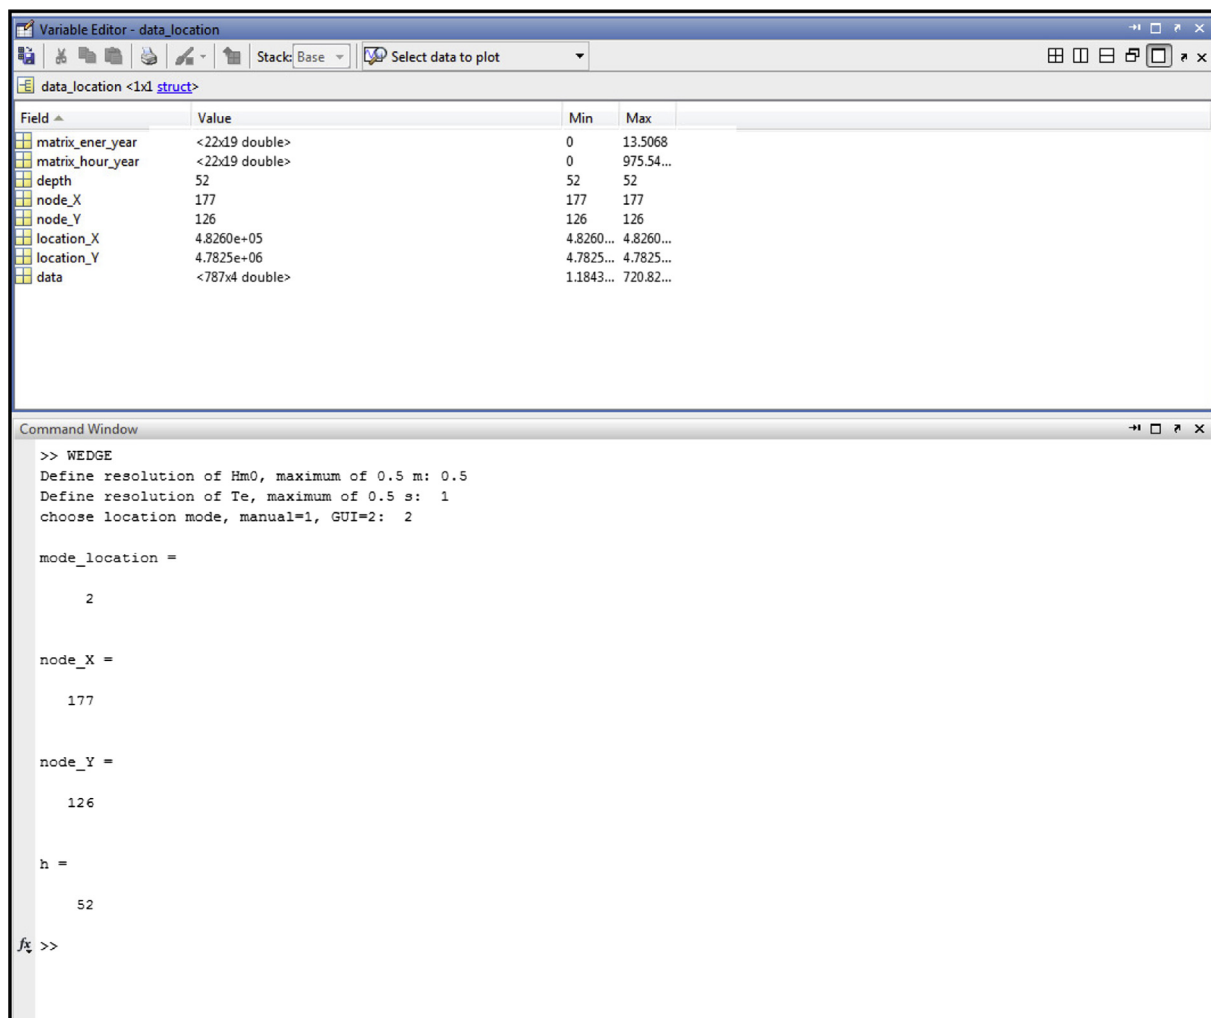 Variable Editor - data_location
Stack: Base Select data to plot
data_location <1x1 struct>
Field Value Min Max
matrix_ener_year <22x19 double> 0 13.5068
matrix_hour_year <22x19 double> 0 975.54...
depth 52 52 52
node_X 177 177 177
node_Y 126 126 126
location_X 4.8260e+05 4.8260... 4.8260...
location_Y 4.7825e+06 4.7825... 4.7825...
data <787x4 double> 1.1843... 720.82...
Command Window
>> WEDGE
Define resolution of Hm0, maximum of 0.5 m: 0.5
Define resolution of Te, maximum of 0.5 s: 1
choose location mode, manual=1, GUI=2: 2
mode_location =
2
node_X =
177
node_Y =
126
h =
52
fx >>